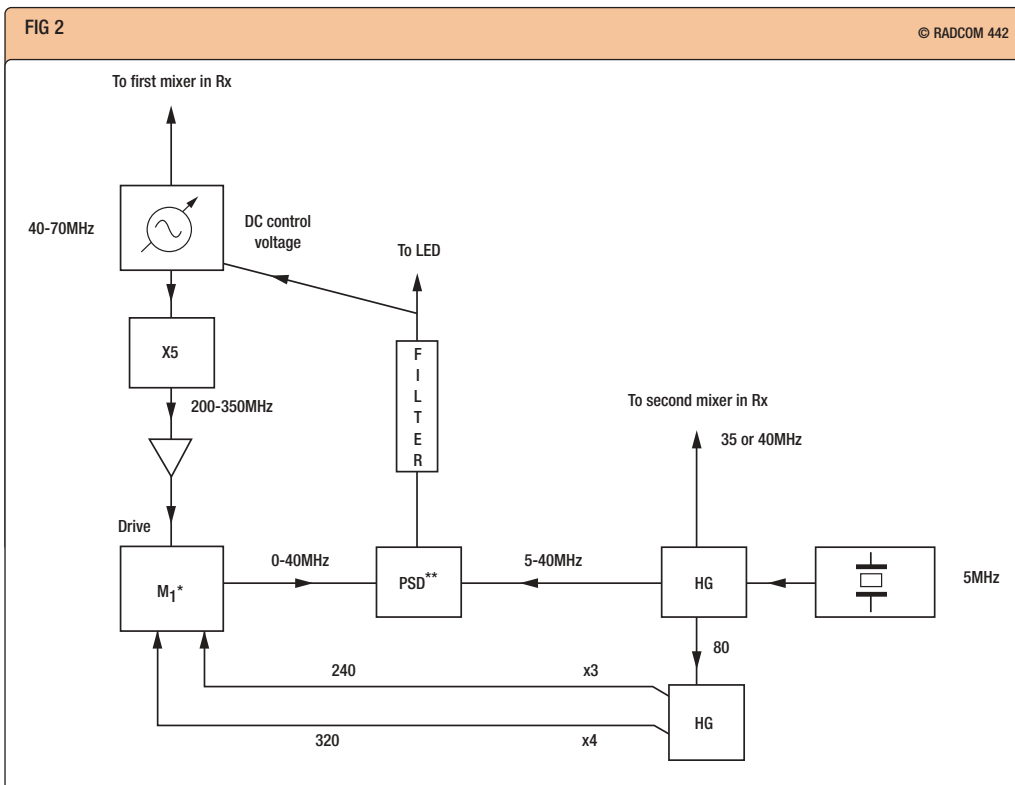 FIG 2
© RADCOM 442
To first mixer in Rx
40-70MHz
DC control
voltage
To LED
X5
F
I
L
T
E
R
200-350MHz
To second mixer in Rx
35 or 40MHz
Drive
M1*
0-40MHz
PSD**
5-40MHz
HG
5MHz
80
240
x3
HG
320
x4